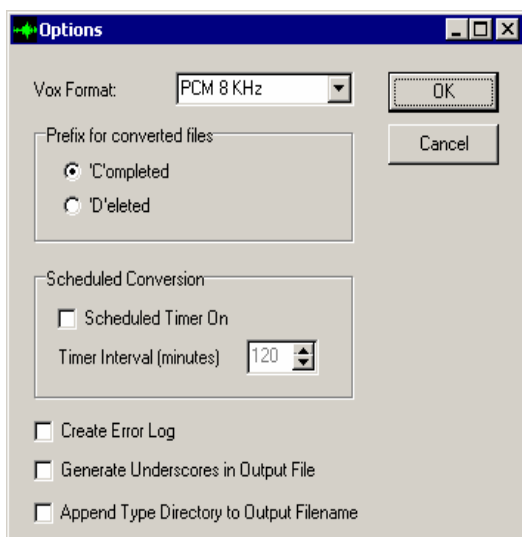 Options
Vox Format:
PCM 8 KHz
OK
Cancel
Prefix for converted files
'C'ompleted
'D'eleted
Scheduled Conversion
Scheduled Timer On
Timer Interval (minutes)
120
Create Error Log
Generate Underscores in Output File
Append Type Directory to Output Filename